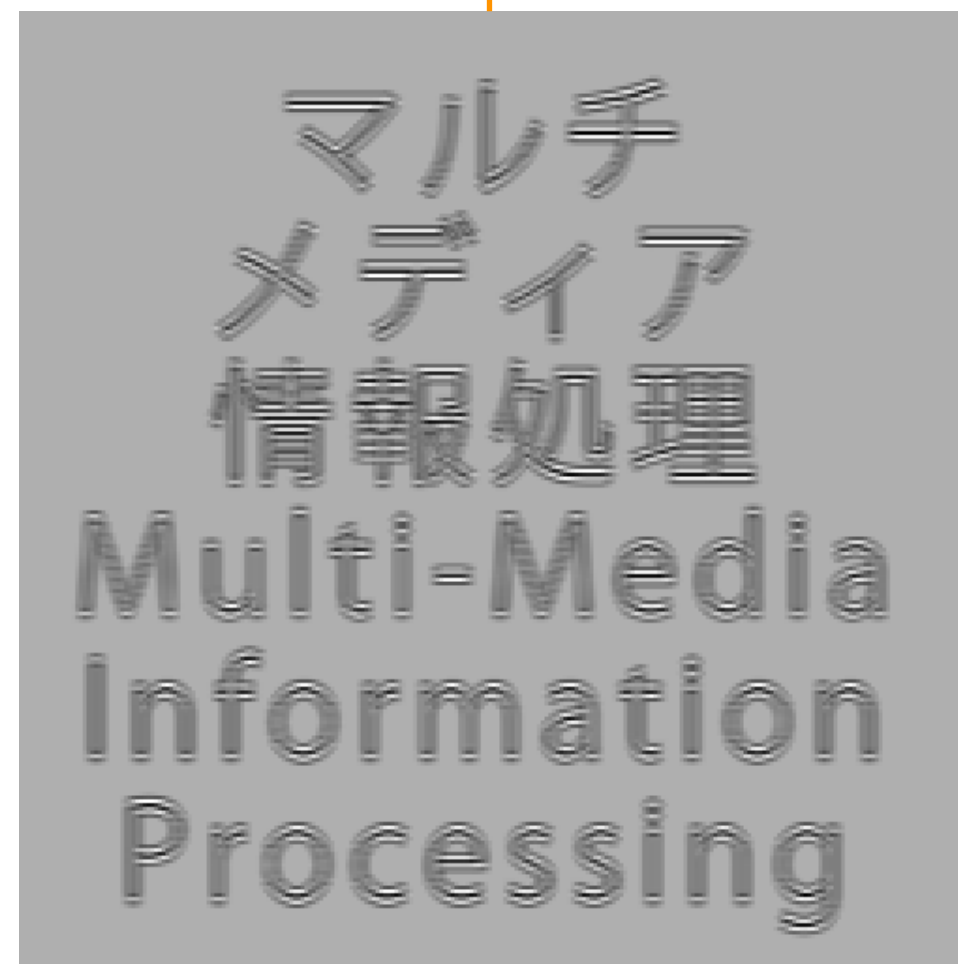 マルチ
メディア
情報処理
Multi-Media
Information
Processing